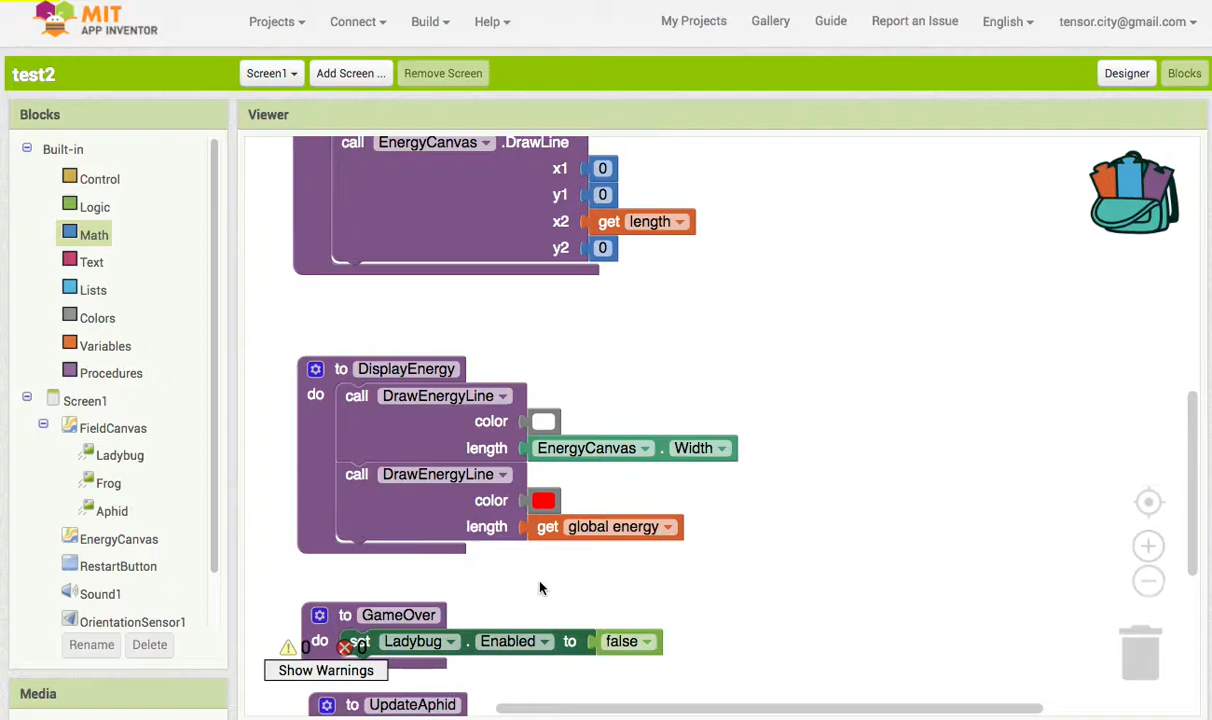 MIT
APP INVENTOR
Projects Connect Build Help My Projects Gallery Guide Report an Issue English tensor.city@gmail.com
test2 Screen1 Add Screen ... Remove Screen Designer Blocks
Blocks Viewer
Built-in
Control
Logic
Math
Text
Lists
Colors
Variables
Procedures
Screen1
FieldCanvas
Ladybug
Frog
Aphid
EnergyCanvas
RestartButton
Sound1
OrientationSensor1
Rename Delete
Media
call EnergyCanvas .DrawLine
x1 0
y1 0
x2 get length
y2 0
to DisplayEnergy
do call DrawEnergyLine
color
length EnergyCanvas . Width
call DrawEnergyLine
color
length get global energy
to GameOver
do set Ladybug . Enabled to false
0 0
Show Warnings
to UpdateAphid